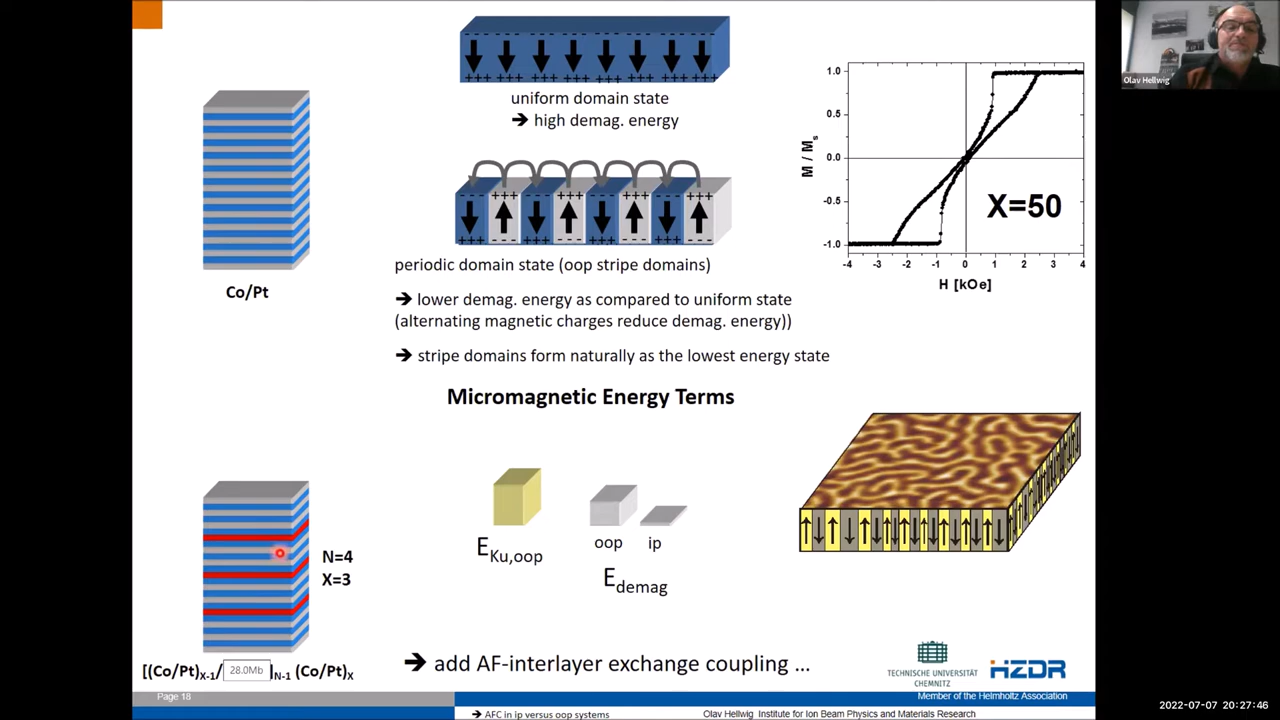 - - - - - - - -
+++ +++ +++ +++ +++ +++ +++ +++
uniform domain state
➔ high demag. energy
periodic domain state (oop stripe domains)
➔ lower demag. energy as compared to uniform state
(alternating magnetic charges reduce demag. energy))
➔ stripe domains form naturally as the lowest energy state
Co/Pt
M / Ms
1.0
0.5
0.0
-0.5
-1.0
-4 -3 -2 -1 0 1 2 3 4
H [kOe]
X=50
Olav Hellwig
Micromagnetic Energy Terms
EKu,oop
oop ip
Edemag
N=4
X=3
[((Co/Pt)X-1/ 28.0Mb ]N-1 (Co/Pt)X
➔ add AF-interlayer exchange coupling ...
TECHNISCHE UNIVERSITÄT
CHEMNITZ
HZDR
Page 18
Member of the Helmholtz Association
➔ AFC in ip versus oop systems
Olav Hellwig Institute for Ion Beam Physics and Materials Research
2022-07-07 20:27:46